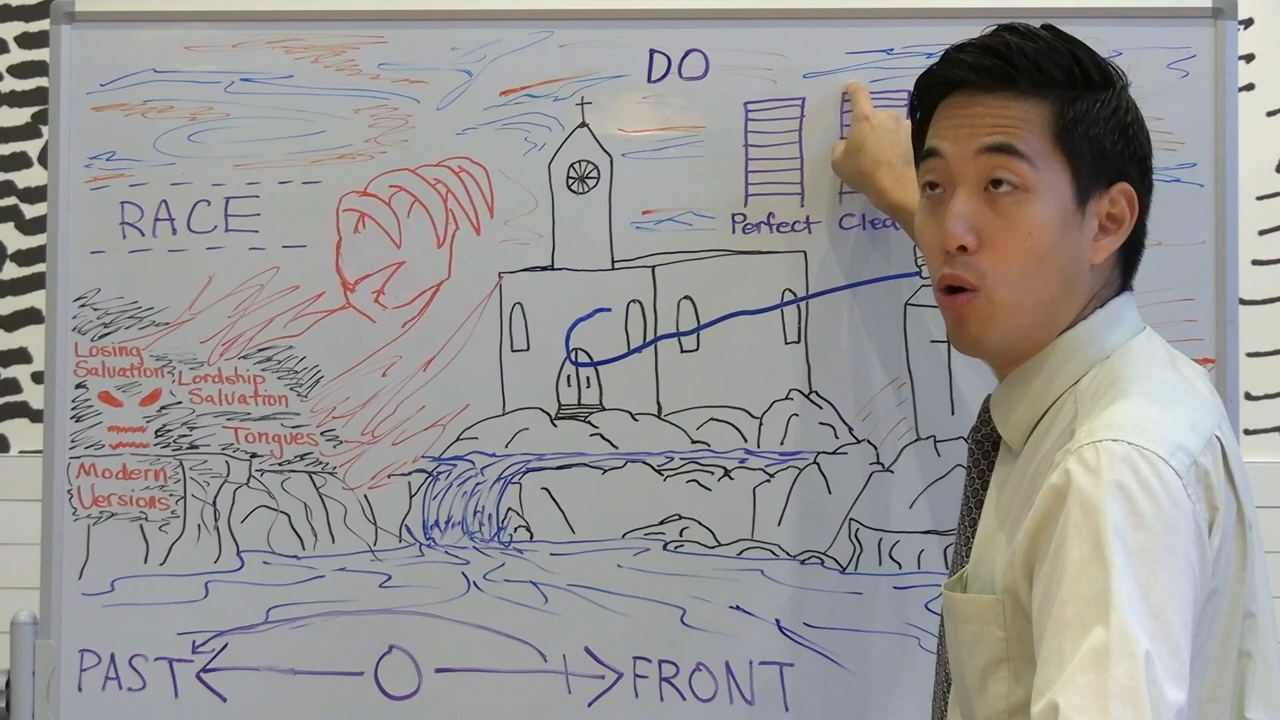 DO
RACE
Perfect
Losing
Salvation
Lordship
Salvation
Tongues
Modern
Versions
PAST
O
FRONT